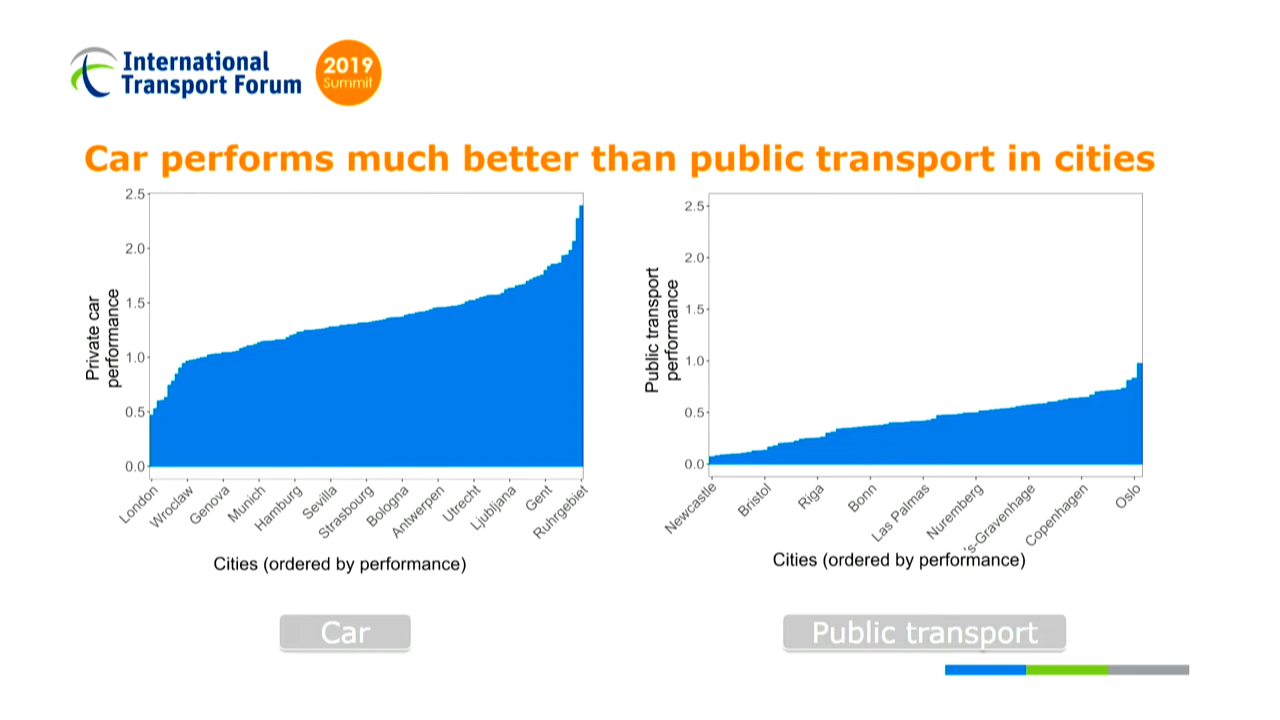 International
Transport Forum
2019
Summit
Car performs much better than public transport in cities
Private car
performance
2.5
2.0
1.5
1.0
0.5
0.0
London
Wroclaw
Genova
Munich
Hamburg
Sevilla
Strasbourg
Bologna
Antwerpen
Utrecht
Ljubljana
Gent
Ruhrgebiet
Cities (ordered by performance)
Car
Public transport
performance
2.5
2.0
1.5
1.0
0.5
0.0
Newcastle
Bristol
Riga
Bonn
Las Palmas
Nuremberg
's-Gravenhage
Copenhagen
Oslo
Cities (ordered by performance)
Public transport